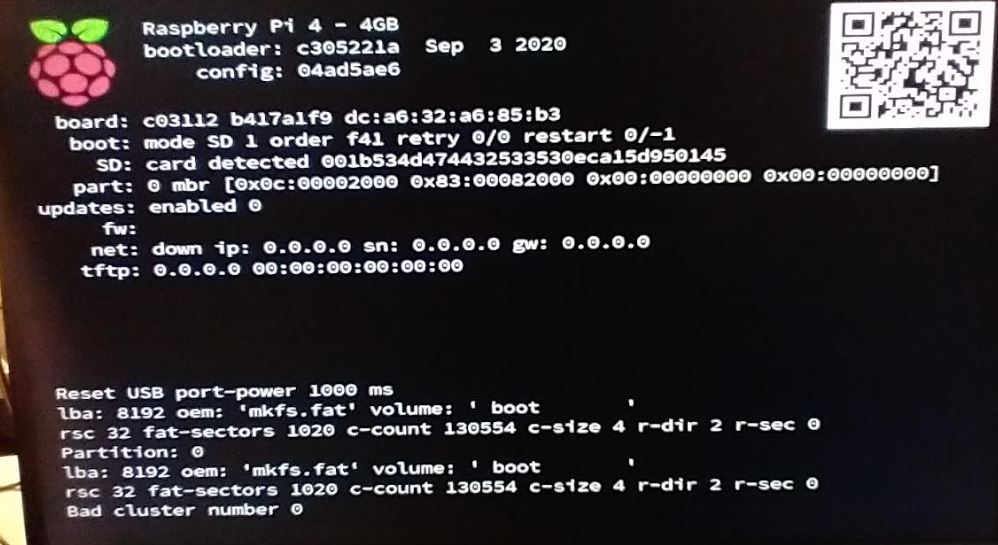 Raspberry Pi 4 - 4GB
bootloader: c305221a Sep 3 2020
config: 04ad5ae6
board: c03112 b417a1f9 dc:a6:32:a6:85:b3
boot: mode SD 1 order f41 retry 0/0 restart 0/-1
SD: card detected 001b534d474432533530eca15d950145
part: 0 mbr [0x0c:00002000 0x83:00082000 0x00:00000000 0x00:00000000]
updates: enabled 0
fw:
net: down ip: 0.0.0.0 sn: 0.0.0.0 gw: 0.0.0.0
tftp: 0.0.0.0 00:00:00:00:00:00
Reset USB port-power 1000 ms
lba: 8192 oem: 'mkfs.fat' volume: ' boot       '
rsc 32 fat-sectors 1020 c-count 130554 c-size 4 r-dir 2 r-sec 0
Partition: 0
lba: 8192 oem: 'mkfs.fat' volume: ' boot       '
rsc 32 fat-sectors 1020 c-count 130554 c-size 4 r-dir 2 r-sec 0
Bad cluster number 0